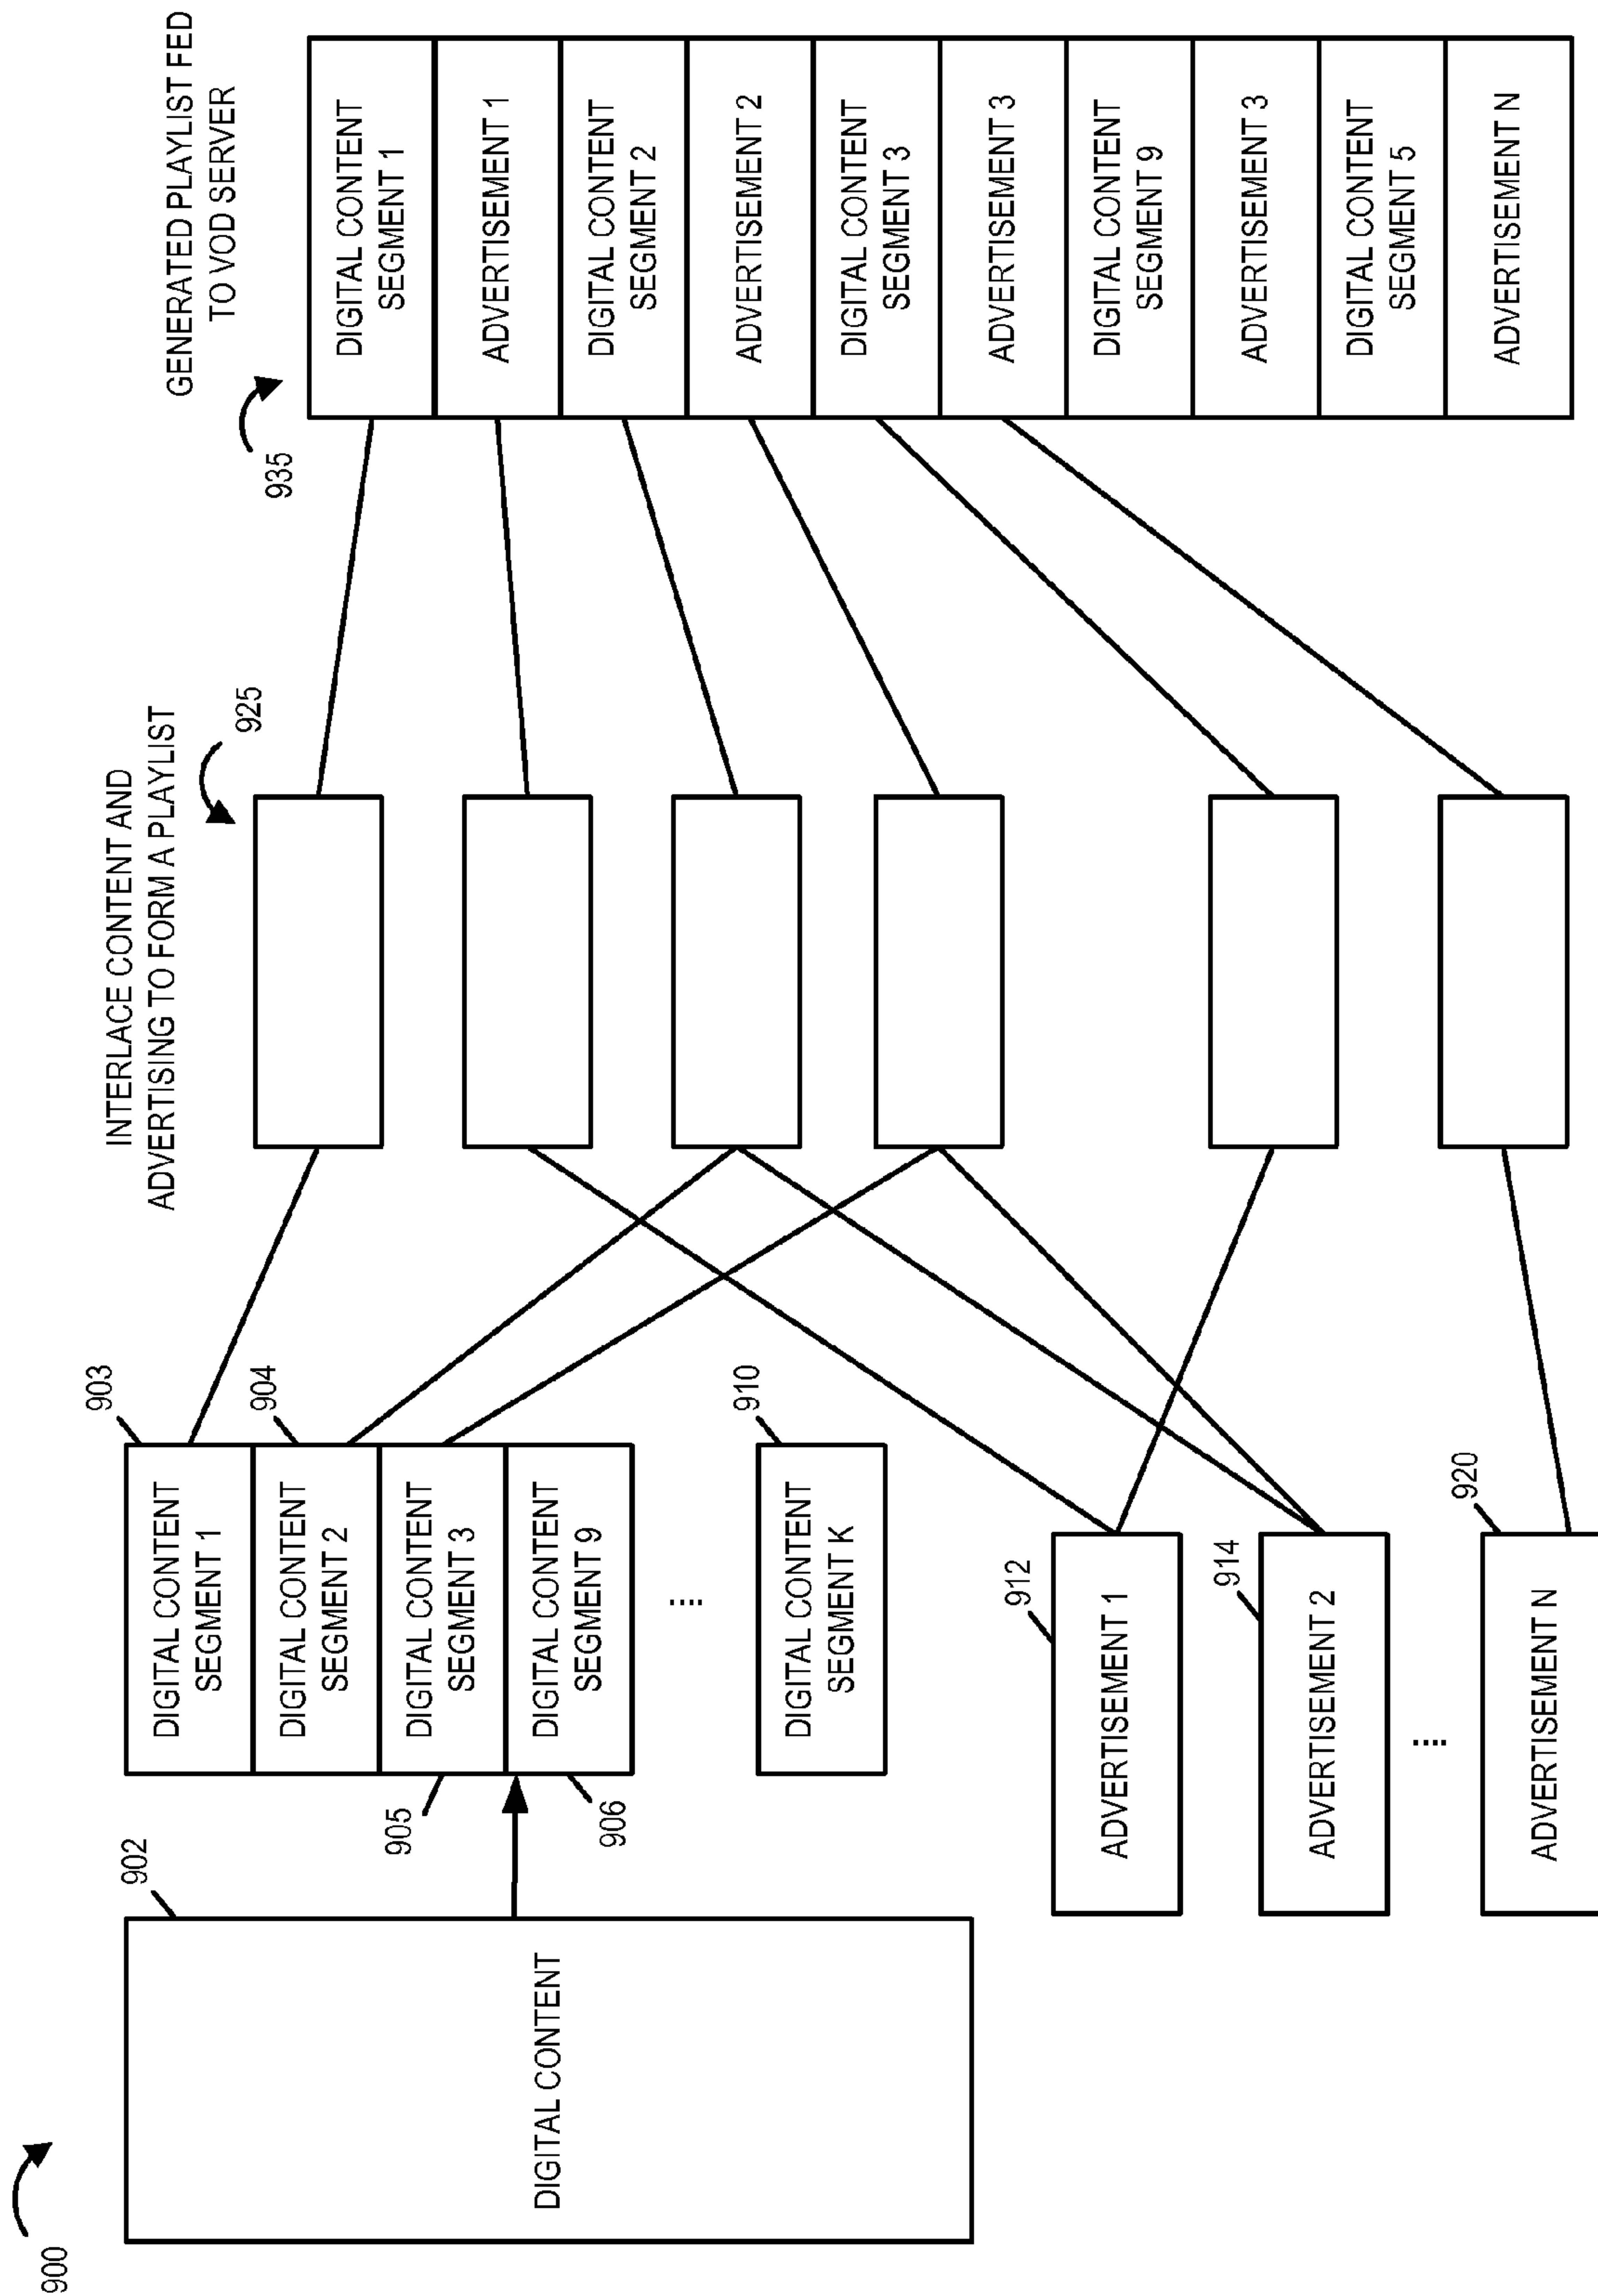 900
902
DIGITAL CONTENT
903
DIGITAL CONTENT
SEGMENT 1
904
DIGITAL CONTENT
SEGMENT 2
905
DIGITAL CONTENT
SEGMENT 3
906
DIGITAL CONTENT
SEGMENT 9
....
910
DIGITAL CONTENT
SEGMENT K
912
ADVERTISEMENT 1
914
ADVERTISEMENT 2
....
920
ADVERTISEMENT N
INTERLACE CONTENT AND
ADVERTISING TO FORM A PLAYLIST
925
GENERATED PLAYLIST FED
TO VOD SERVER
935
DIGITAL CONTENT
SEGMENT 1
ADVERTISEMENT 1
DIGITAL CONTENT
SEGMENT 2
ADVERTISEMENT 2
DIGITAL CONTENT
SEGMENT 3
ADVERTISEMENT 3
DIGITAL CONTENT
SEGMENT 9
ADVERTISEMENT 3
DIGITAL CONTENT
SEGMENT 5
ADVERTISEMENT N